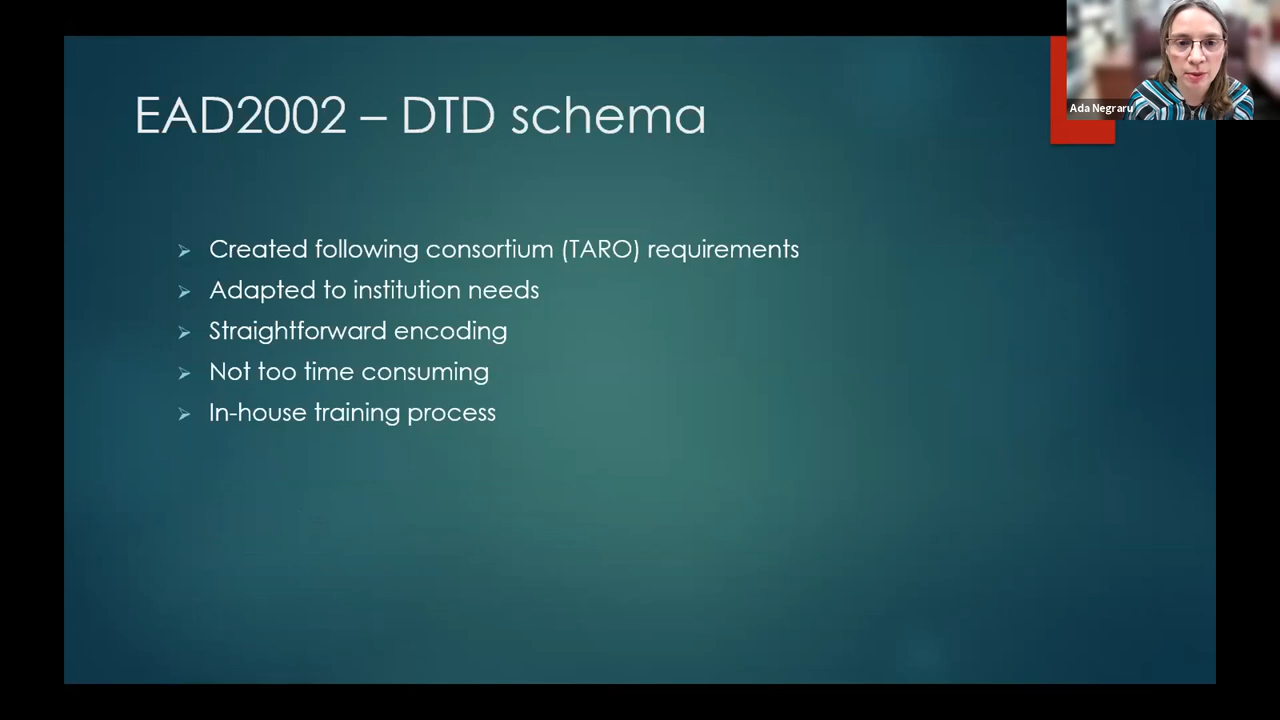 EAD2002 – DTD schema
Ada Negraru
Created following consortium (TARO) requirements
Adapted to institution needs
Straightforward encoding
Not too time consuming
In-house training process